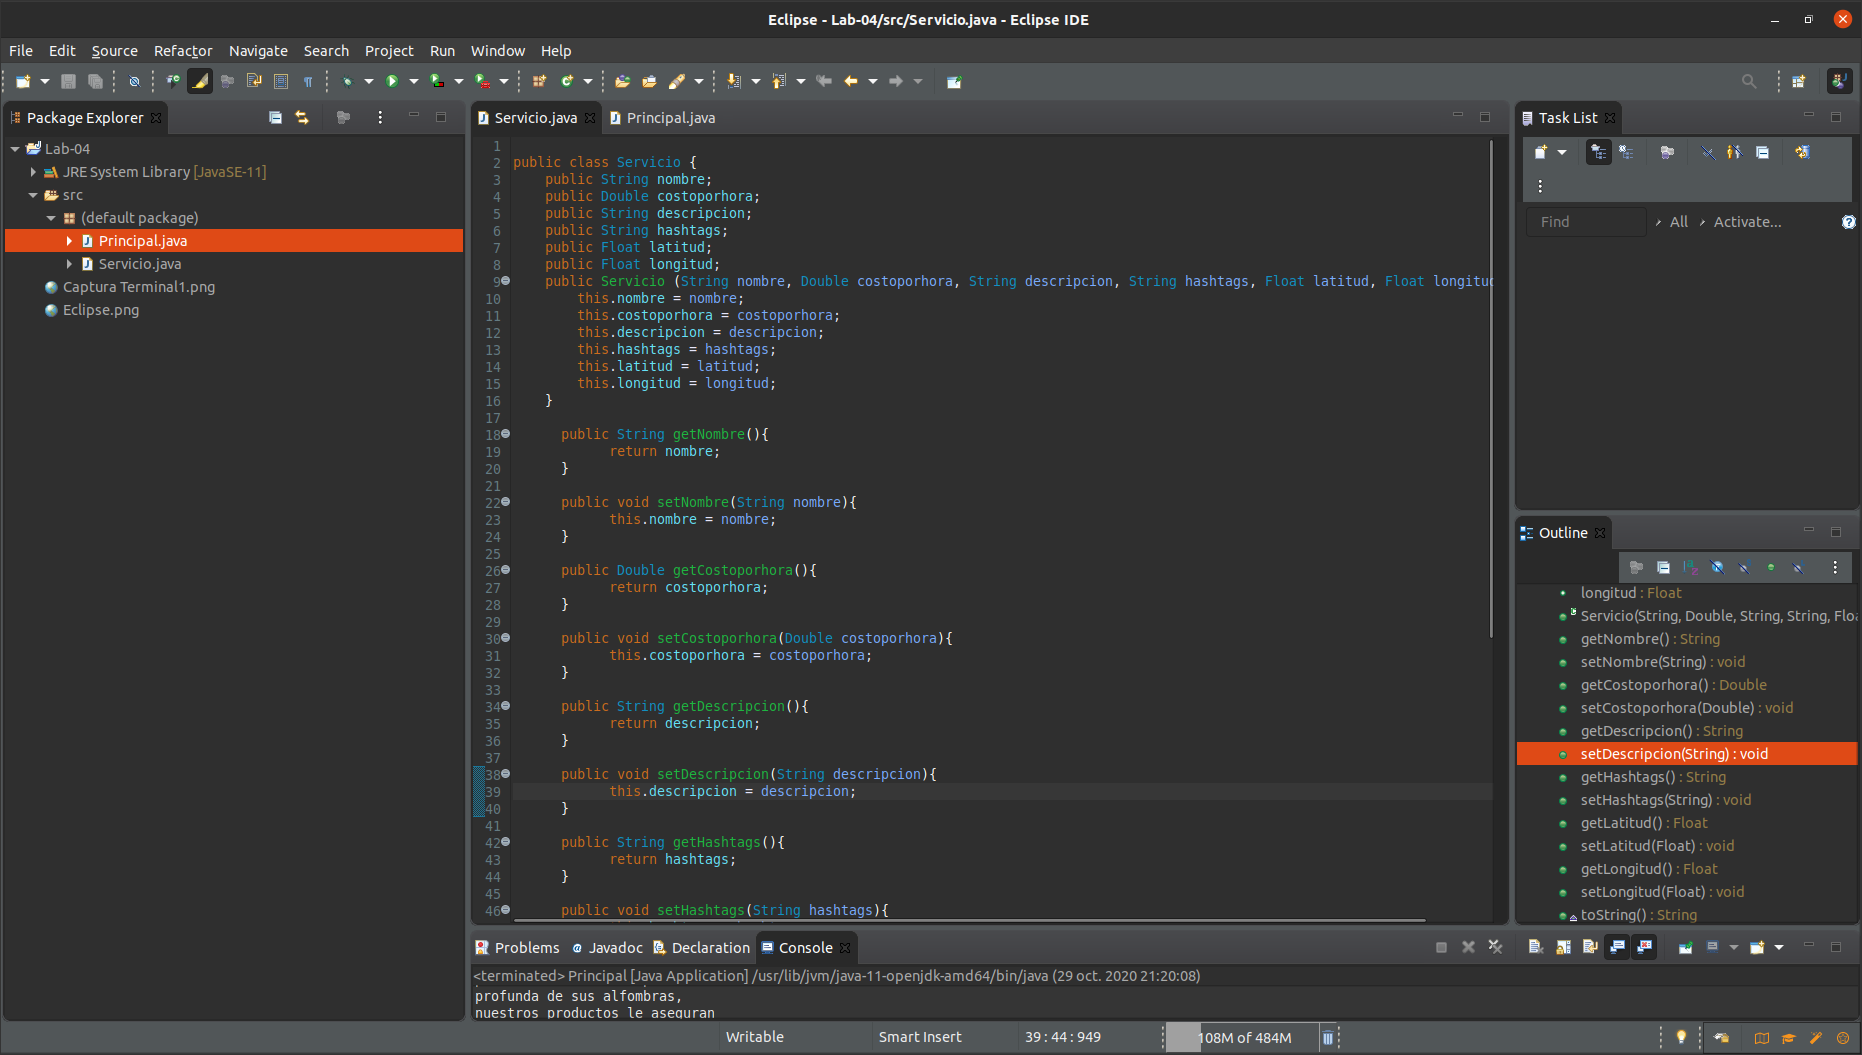 Eclipse - Lab-04/src/Servicio.java - Eclipse IDE
File Edit Source Refactor Navigate Search Project Run Window Help
Package Explorer
Lab-04
JRE System Library [JavaSE-11]
src
(default package)
Principal.java
Servicio.java
Captura Terminal1.png
Eclipse.png
Servicio.java Principal.java
1
2 public class Servicio {
3 public String nombre;
4 public Double costoporhora;
5 public String descripcion;
6 public String hashtags;
7 public Float latitud;
8 public Float longitud;
9 public Servicio (String nombre, Double costoporhora, String descripcion, String hashtags, Float latitud, Float longitud
10 this.nombre = nombre;
11 this.costoporhora = costoporhora;
12 this.descripcion = descripcion;
13 this.hashtags = hashtags;
14 this.latitud = latitud;
15 this.longitud = longitud;
16 }
17
18 public String getNombre(){
19 return nombre;
20 }
21
22 public void setNombre(String nombre){
23 this.nombre = nombre;
24 }
25
26 public Double getCostoporhora(){
27 return costoporhora;
28 }
29
30 public void setCostoporhora(Double costoporhora){
31 this.costoporhora = costoporhora;
32 }
33
34 public String getDescripcion(){
35 return descripcion;
36 }
37
38 public void setDescripcion(String descripcion){
39 this.descripcion = descripcion;
40 }
41
42 public String getHashtags(){
43 return hashtags;
44 }
45
46 public void setHashtags(String hashtags){
Task List
Find All Activate...
Outline
longitud : Float
Servicio(String, Double, String, String, Floa
getNombre() : String
setNombre(String) : void
getCostoporhora() : Double
setCostoporhora(Double) : void
getDescripcion() : String
setDescripcion(String) : void
getHashtags() : String
setHashtags(String) : void
getLatitud() : Float
setLatitud(Float) : void
getLongitud() : Float
setLongitud(Float) : void
toString() : String
Problems Javadoc Declaration Console
<terminated> Principal [Java Application] /usr/lib/jvm/java-11-openjdk-amd64/bin/java (29 oct. 2020 21:20:08)
profunda de sus alfombras,
nuestros productos le aseguran
Writable Smart Insert 39 : 44 : 949 108M of 484M